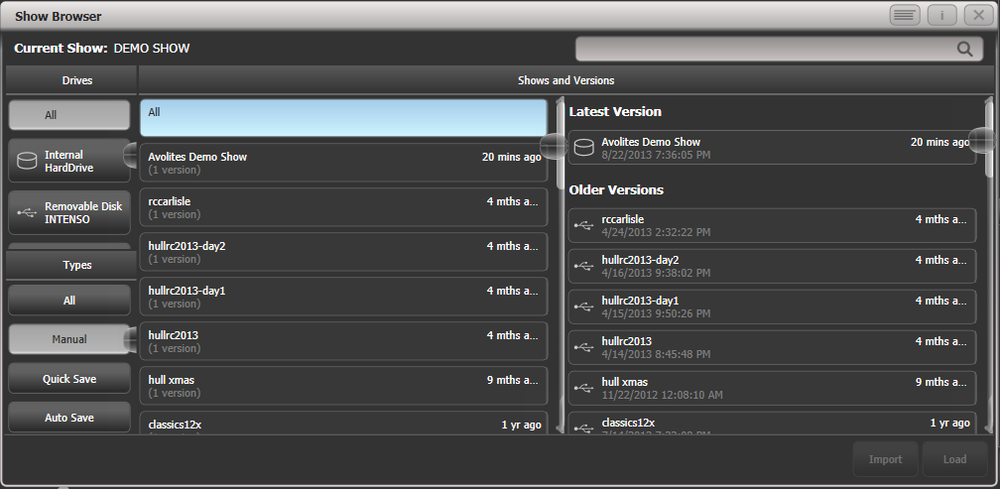 Show Browser
i
Current Show: DEMO SHOW
Drives
Shows and Versions
All
Internal
HardDrive
Removable Disk
INTENSO
Types
All
Manual
Quick Save
Auto Save
All
Avolites Demo Show 20 mins ago
(1 version)
rccarlisle 4 mths a...
(1 version)
hullrc2013-day2 4 mths a...
(1 version)
hullrc2013-day1 4 mths a...
(1 version)
hullrc2013 4 mths a...
(1 version)
hull xmas 9 mths a...
(1 version)
classics12x 1 yr ago
Latest Version
Avolites Demo Show 20 mins ago
8/22/2013 7:36:05 PM
Older Versions
rccarlisle 4 mths a...
4/24/2013 2:32:22 PM
hullrc2013-day2 4 mths a...
4/16/2013 9:38:02 PM
hullrc2013-day1 4 mths a...
4/15/2013 9:50:26 PM
hullrc2013 4 mths a...
4/14/2013 8:45:48 PM
hull xmas 9 mths a...
11/22/2012 12:08:10 AM
classics12x 1 yr ago
Import
Load